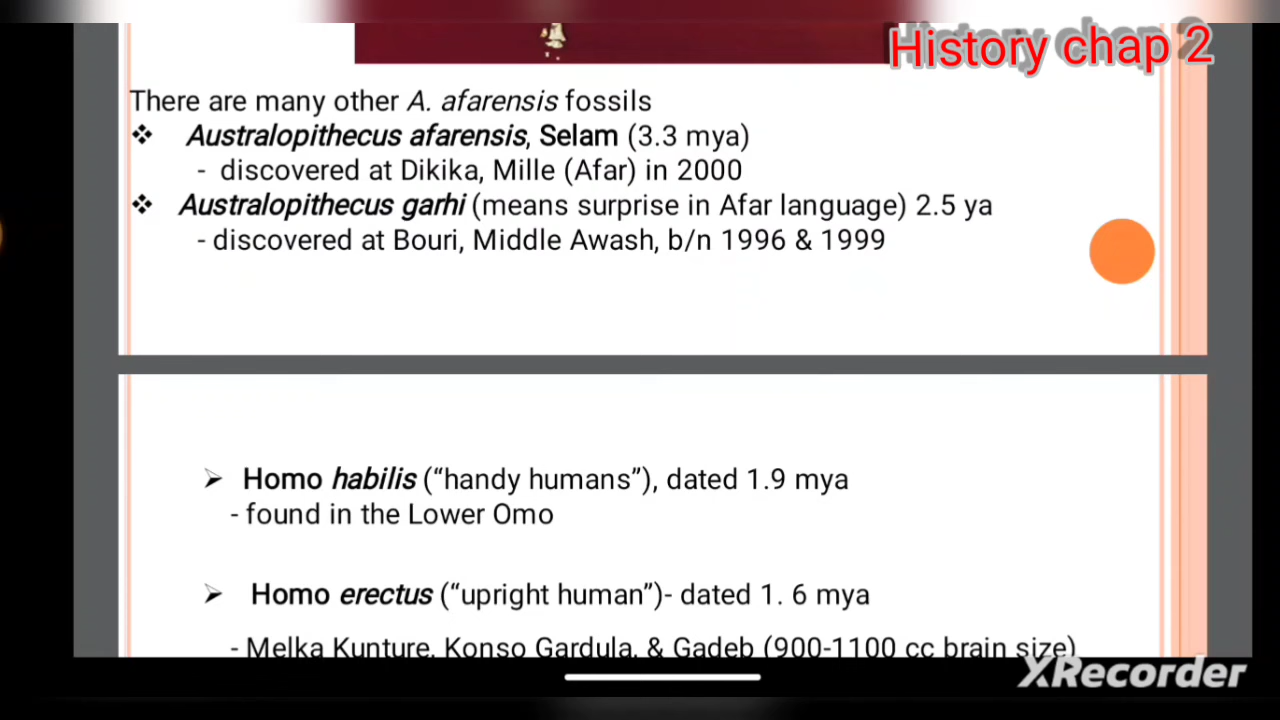 History chap 2
There are many other A. afarensis fossils
❖ Australopithecus afarensis, Selam (3.3 mya)
- discovered at Dikika, Mille (Afar) in 2000
❖ Australopithecus garhi (means surprise in Afar language) 2.5 ya
- discovered at Bouri, Middle Awash, b/n 1996 & 1999
➢ Homo habilis (“handy humans”), dated 1.9 mya
- found in the Lower Omo
➢ Homo erectus (“upright human”)- dated 1. 6 mya
- Melka Kunture, Konso Gardula, & Gadeb (900-1100 cc brain size)
XRecorder